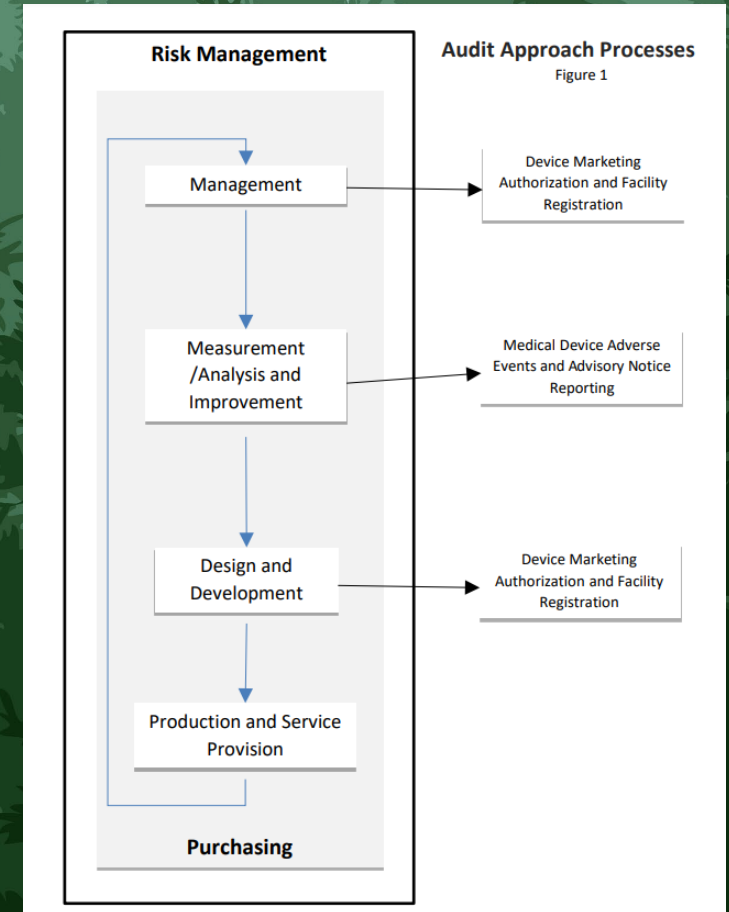 Risk Management
Audit Approach Processes
Figure 1
Management
Device Marketing
Authorization and Facility
Registration
Measurement
/Analysis and
Improvement
Medical Device Adverse
Events and Advisory Notice
Reporting
Design and
Development
Device Marketing
Authorization and Facility
Registration
Production and Service
Provision
Purchasing